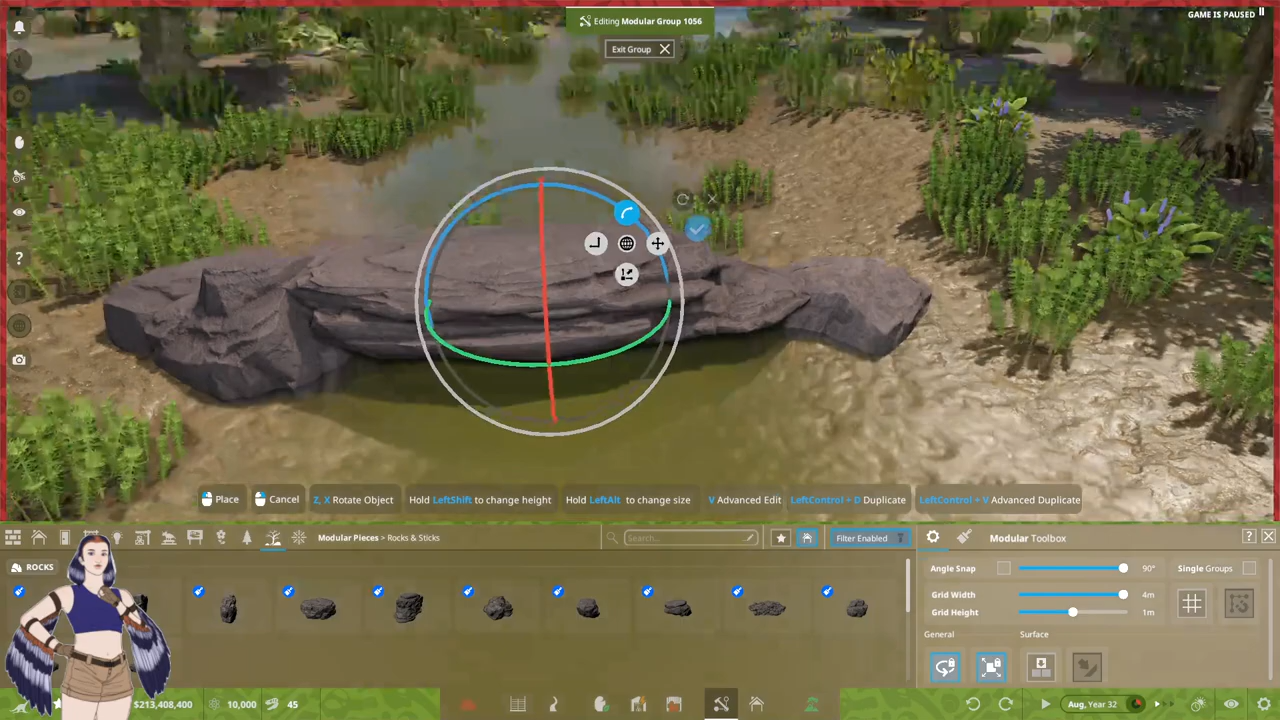 Editing Modular Group 1056
GAME IS PAUSED
Exit Group
Place
Cancel
Z, X Rotate Object
Hold LeftShift to change height
Hold LeftAlt to change size
V Advanced Edit
LeftControl + D Duplicate
LeftControl + V Advanced Duplicate
?
Modular Pieces > Rocks & Sticks
Search...
Filter Enabled
Modular Toolbox
?
ROCKS
Angle Snap
90°
Single Groups
Grid Width
4m
Grid Height
1m
General
Surface
$213,408,400
10,000
45
Aug, Year 32